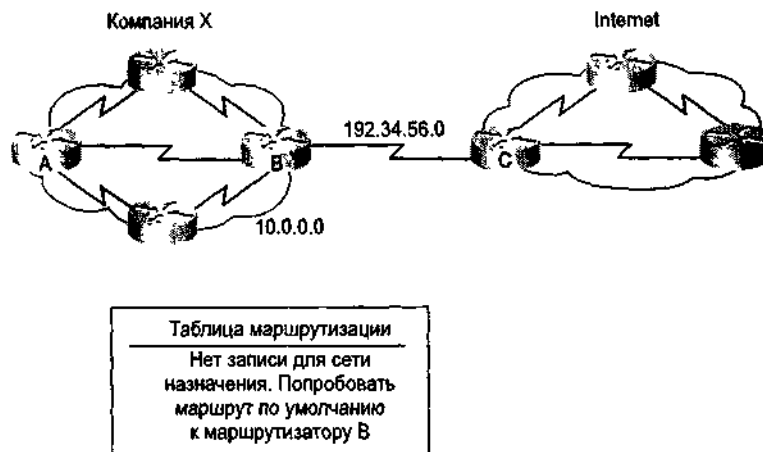 Компания X
Internet
192.34.56.0
A
B
C
10.0.0.0
Таблица маршрутизации
Нет записи для сети
назначения. Попробовать
маршрут по умолчанию
к маршрутизатору B